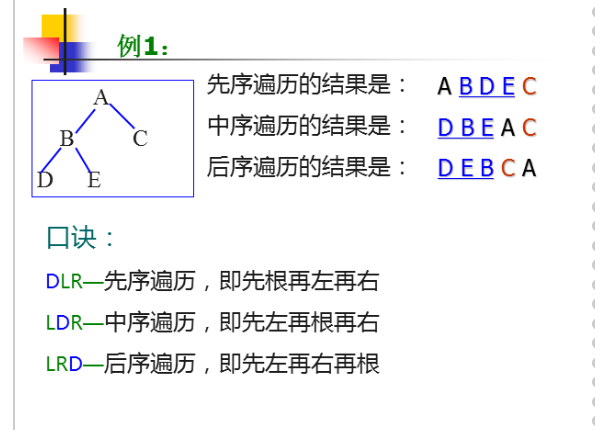 例1：
先序遍历的结果是： A B D E C
A
中序遍历的结果是： D B E A C
B C
后序遍历的结果是： D E B C A
D E
口诀：
DLR—先序遍历，即先根再左再右
LDR—中序遍历，即先左再根再右
LRD—后序遍历，即先左再右再根